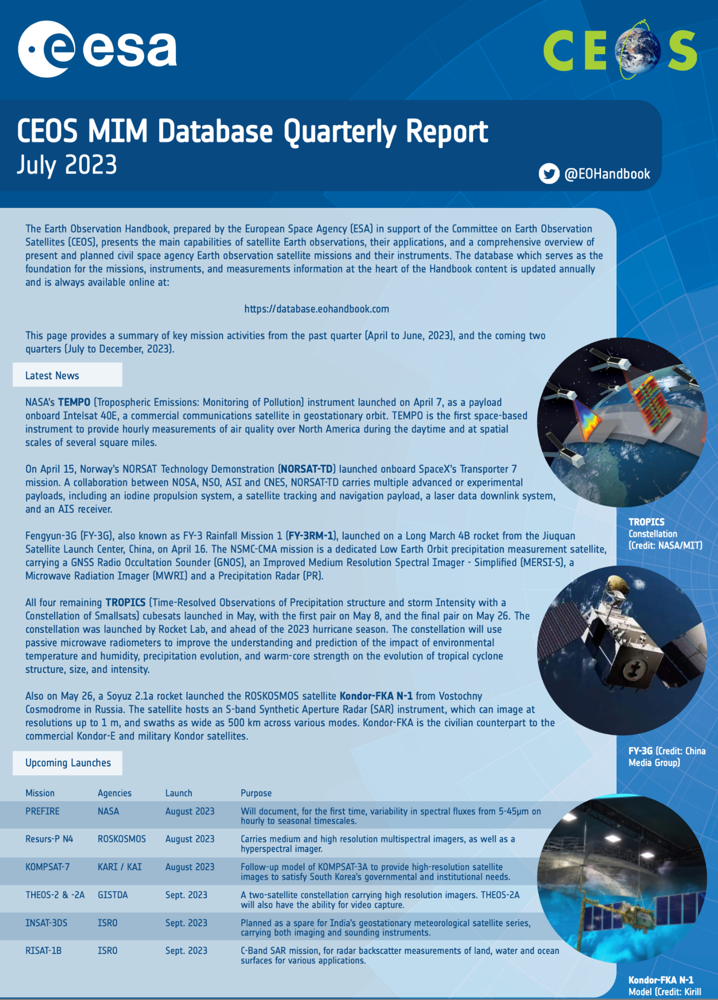 esa
CEOS
CEOS MIM Database Quarterly Report
July 2023
@EOHandbook
The Earth Observation Handbook, prepared by the European Space Agency (ESA) in support of the Committee on Earth Observation
Satellites (CEOS), presents the main capabilities of satellite Earth observations, their applications, and a comprehensive overview of
present and planned civil space agency Earth observation satellite missions and their instruments. The database which serves as the
foundation for the missions, instruments, and measurements information at the heart of the Handbook content is updated annually
and is always available online at:
https://database.eohandbook.com
This page provides a summary of key mission activities from the past quarter (April to June, 2023), and the coming two
quarters (July to December, 2023).
Latest News
NASA's TEMPO (Tropospheric Emissions: Monitoring of Pollution) instrument launched on April 7, as a payload
onboard Intelsat 40E, a commercial communications satellite in geostationary orbit. TEMPO is the first space-based
instrument to provide hourly measurements of air quality over North America during the daytime and at spatial
scales of several square miles.
On April 15, Norway's NORSAT Technology Demonstration (NORSAT-TD) launched onboard SpaceX's Transporter 7
mission. A collaboration between NOSA, NSO, ASI and CNES, NORSAT-TD carries multiple advanced or experimental
payloads, including an iodine propulsion system, a satellite tracking and navigation payload, a laser data downlink system,
and an AIS receiver.
Fengyun-3G (FY-3G), also known as FY-3 Rainfall Mission 1 (FY-3RM-1), launched on a Long March 4B rocket from the Jiuquan
Satellite Launch Center, China, on April 16. The NSMC-CMA mission is a dedicated Low Earth Orbit precipitation measurement satellite,
carrying a GNSS Radio Occultation Sounder (GNOS), an Improved Medium Resolution Spectral Imager - Simplified (MERSI-S), a
Microwave Radiation Imager (MWRI) and a Precipitation Radar (PR).
All four remaining TROPICS (Time-Resolved Observations of Precipitation structure and storm Intensity with a
Constellation of Smallsats) cubesats launched in May, with the first pair on May 8, and the final pair on May 26. The
constellation was launched by Rocket Lab, and ahead of the 2023 hurricane season. The constellation will use
passive microwave radiometers to improve the understanding and prediction of the impact of environmental
temperature and humidity, precipitation evolution, and warm-core strength on the evolution of tropical cyclone
structure, size, and intensity.
Also on May 26, a Soyuz 2.1a rocket launched the ROSKOSMOS satellite Kondor-FKA N-1 from Vostochny
Cosmodrome in Russia. The satellite hosts an S-band Synthetic Aperture Radar (SAR) instrument, which can image at
resolutions up to 1 m, and swaths as wide as 500 km across various modes. Kondor-FKA is the civilian counterpart to the
commercial Kondor-E and military Kondor satellites.
TROPICS
Constellation
(Credit: NASA/MIT)
FY-3G (Credit: China
Media Group)
Upcoming Launches
Mission Agencies Launch Purpose
PREFIRE NASA August 2023 Will document, for the first time, variability in spectral fluxes from 5-45µm on
hourly to seasonal timescales.
Resurs-P N4 ROSKOSMOS August 2023 Carries medium and high resolution multispectral imagers, as well as a
hyperspectral imager.
KOMPSAT-7 KARI / KAI August 2023 Follow-up model of KOMPSAT-3A to provide high-resolution satellite
images to satisfy South Korea's governmental and institutional needs.
THEOS-2 & -2A GISTDA Sept. 2023 A two-satellite constellation carrying high resolution imagers. THEOS-2A
will also have the ability for video capture.
INSAT-3DS ISRO Sept. 2023 Planned as a spare for India's geostationary meteorological satellite series,
carrying both imaging and sounding instruments.
RISAT-1B ISRO Sept. 2023 C-Band SAR mission, for radar backscatter measurements of land, water and ocean
surfaces for various applications.
Kondor-FKA N-1
Model (Credit: Kirill